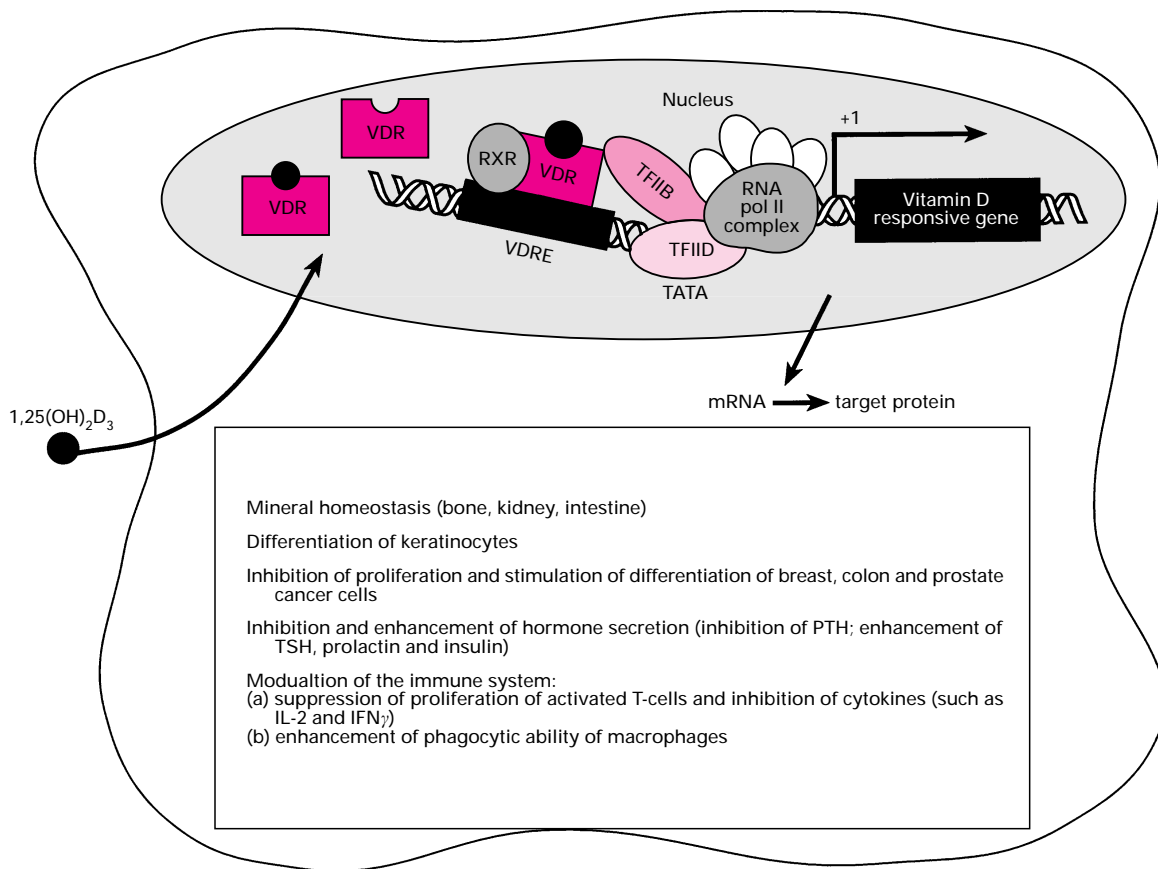 Nucleus
+1
VDR
VDR
RXR
VDR
TFIIB
RNA
pol II
complex
Vitamin D
responsive gene
VDRE
TFIID
TATA
1,25(OH)₂D₃
mRNA
target protein
Mineral homeostasis (bone, kidney, intestine)
Differentiation of keratinocytes
Inhibition of proliferation and stimulation of differentiation of breast, colon and prostate
cancer cells
Inhibition and enhancement of hormone secretion (inhibition of PTH; enhancement of
TSH, prolactin and insulin)
Modualtion of the immune system:
(a) suppression of proliferation of activated T-cells and inhibition of cytokines (such as
IL-2 and IFNγ)
(b) enhancement of phagocytic ability of macrophages